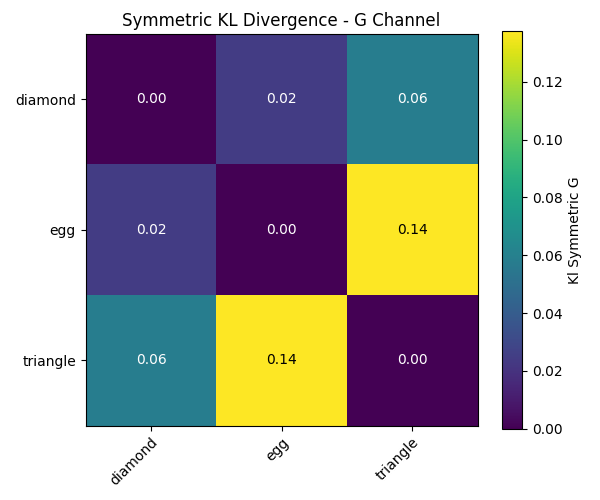 Symmetric KL Divergence - G Channel
diamond 0.00 0.02 0.06
egg 0.02 0.00 0.14
triangle 0.06 0.14 0.00
diamond egg triangle
0.12
0.10
0.08
0.06
0.04
0.02
0.00
Kl Symmetric G